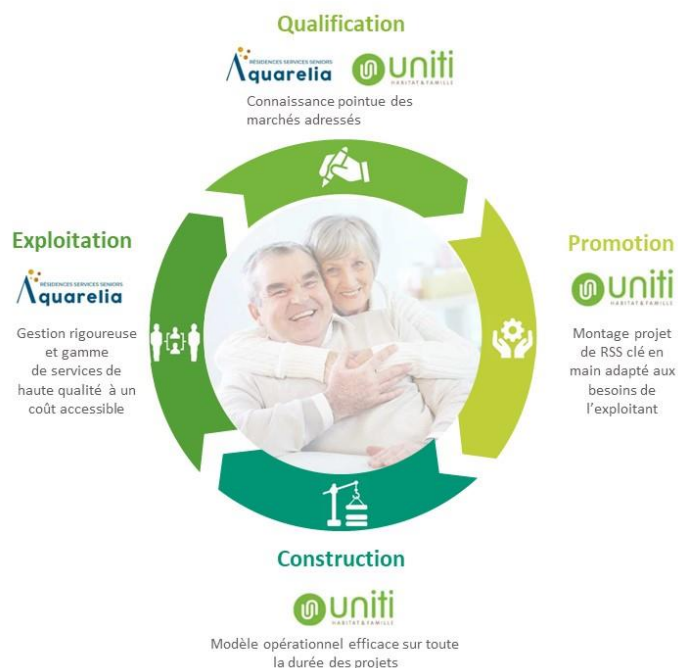 Qualification
RÉSIDENCES SERVICES SENIORS
Aquarelia
uniti
HABITAT & FAMILLE
Connaissance pointue des
marchés adressés
Exploitation
RÉSIDENCES SERVICES SENIORS
Aquarelia
Gestion rigoureuse
et gamme
de services de
haute qualité à un
coût accessible
Promotion
uniti
HABITAT & FAMILLE
Montage projet
de RSS clé en
main adapté aux
besoins de
l’exploitant
Construction
uniti
HABITAT & FAMILLE
Modèle opérationnel efficace sur toute
la durée des projets